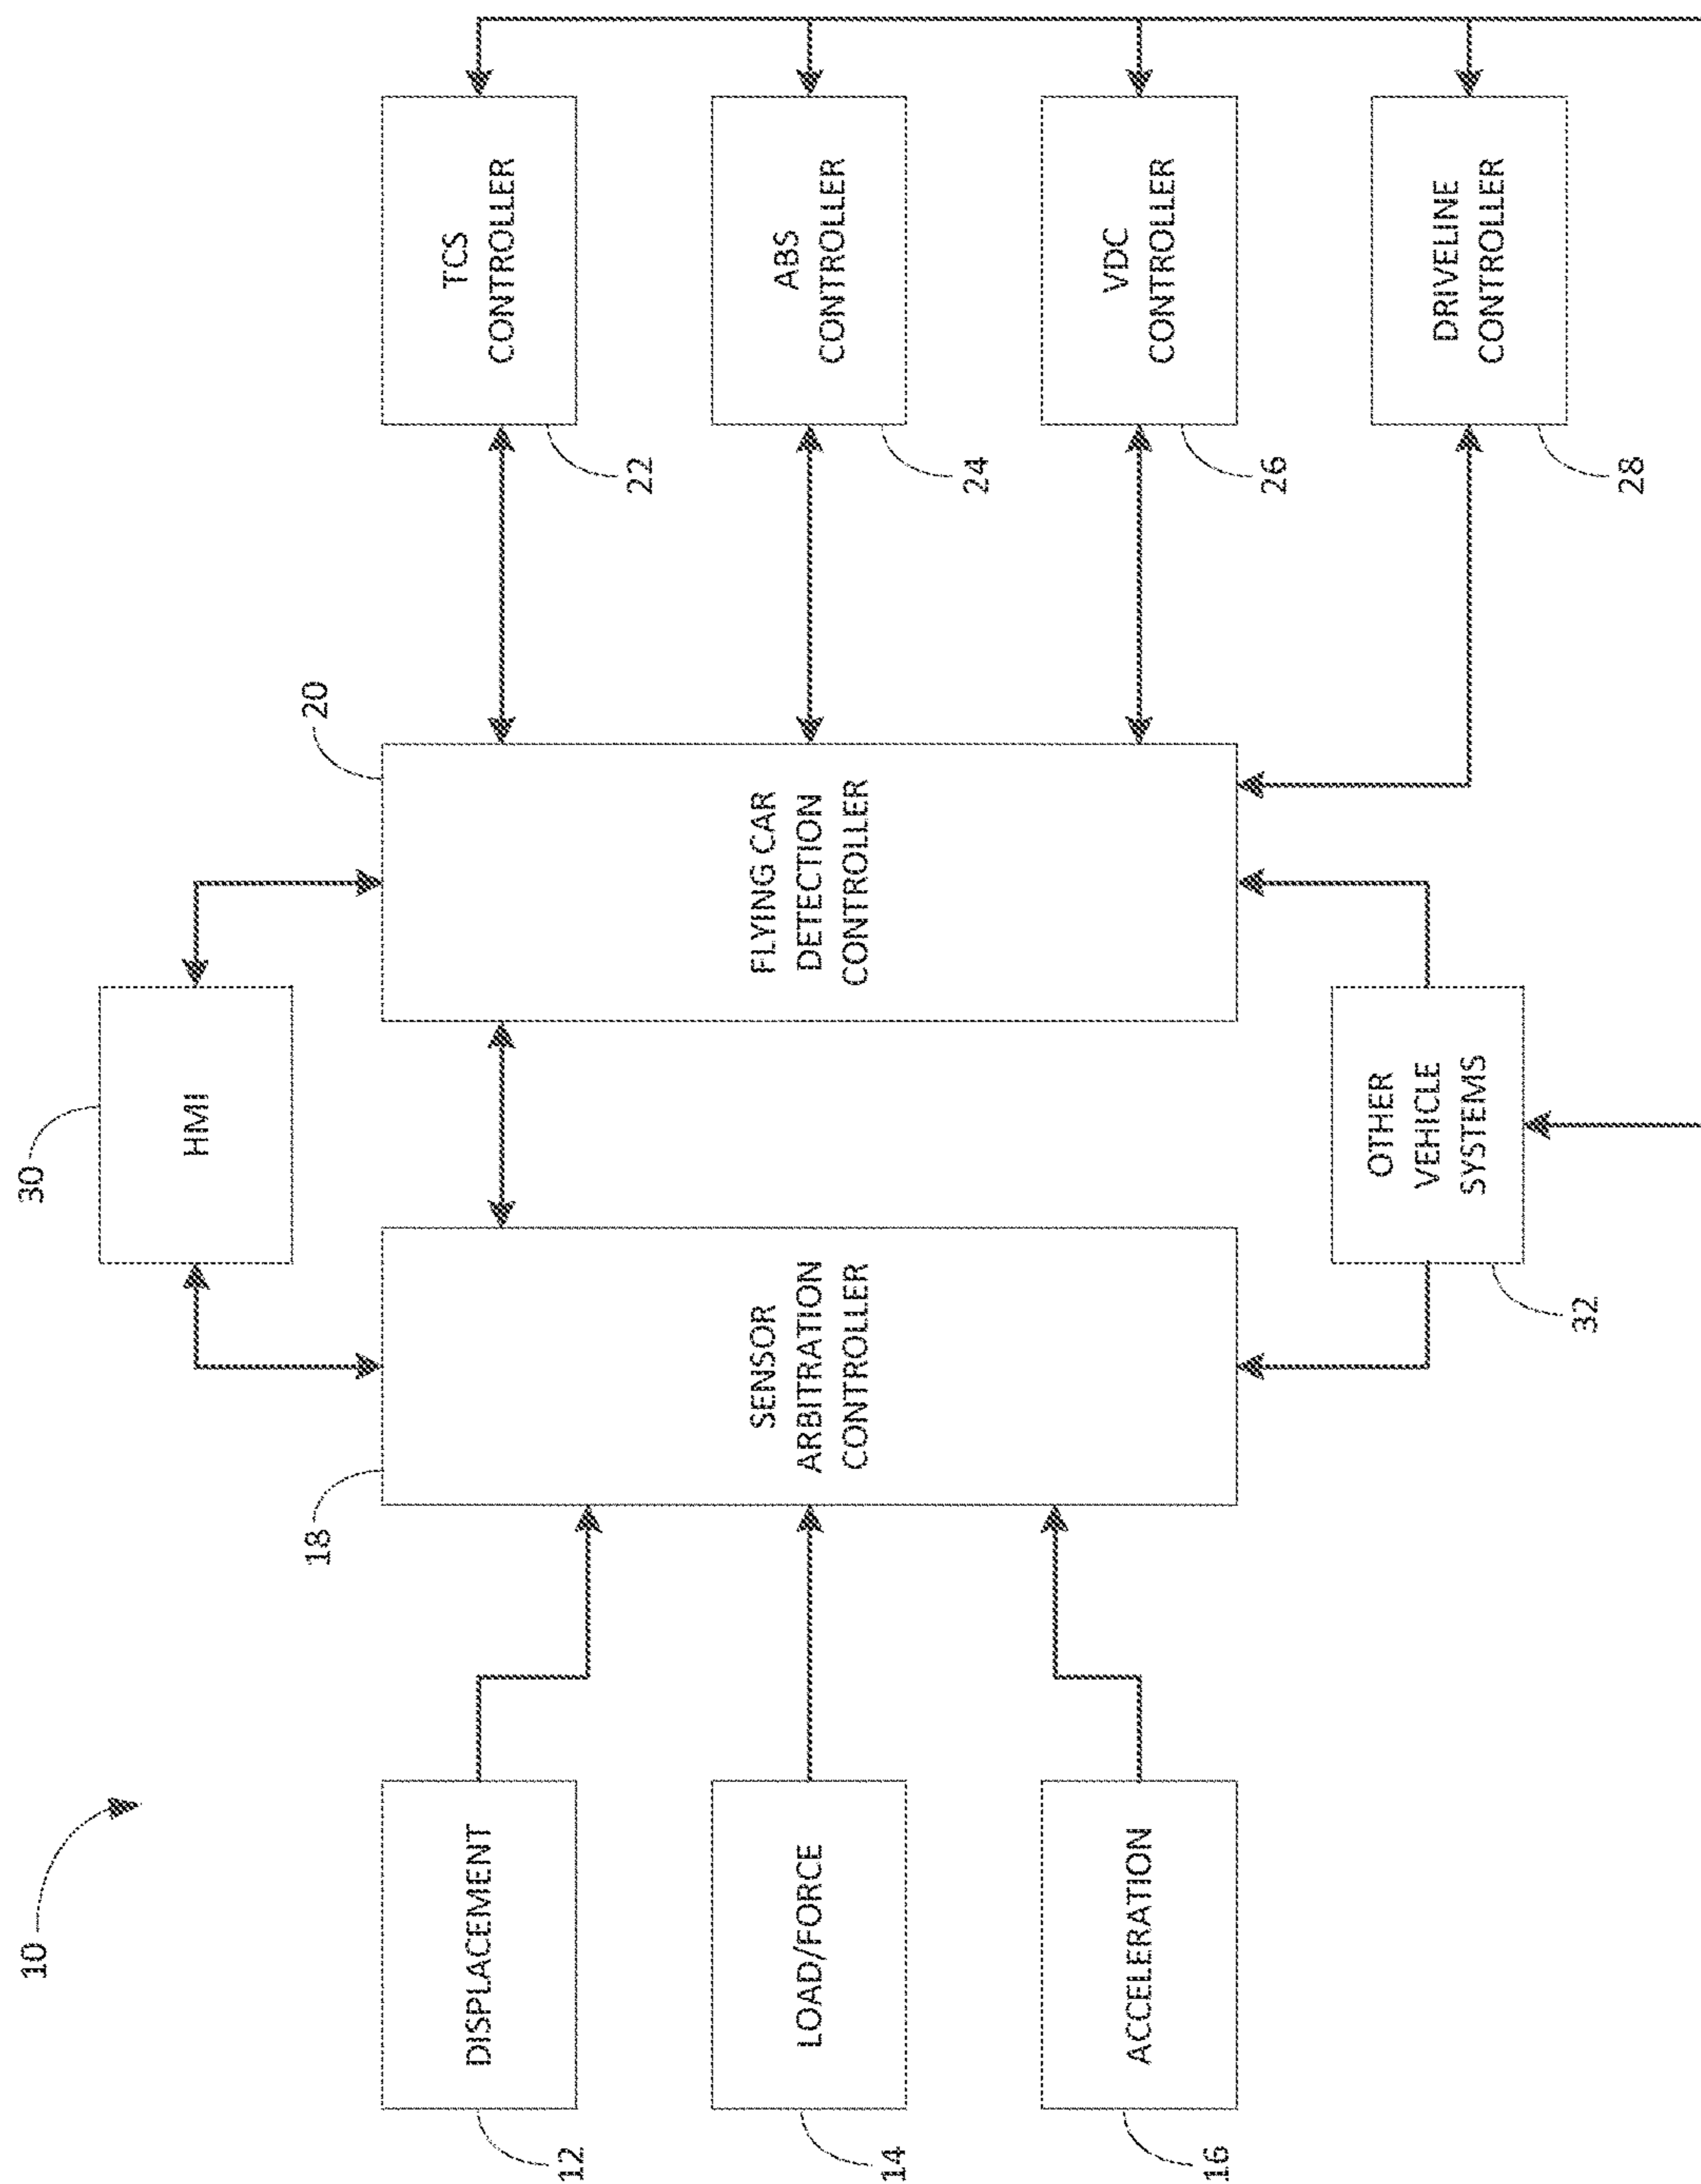 10
30
HMI
12
DISPLACEMENT
14
LOAD/FORCE
16
ACCELERATION
18
SENSOR
ARBITRATION
CONTROLLER
20
FLYING CAR
DETECTION
CONTROLLER
TCS
CONTROLLER
22
ABS
CONTROLLER
24
VDC
CONTROLLER
26
DRIVELINE
CONTROLLER
28
OTHER
VEHICLE
SYSTEMS
32